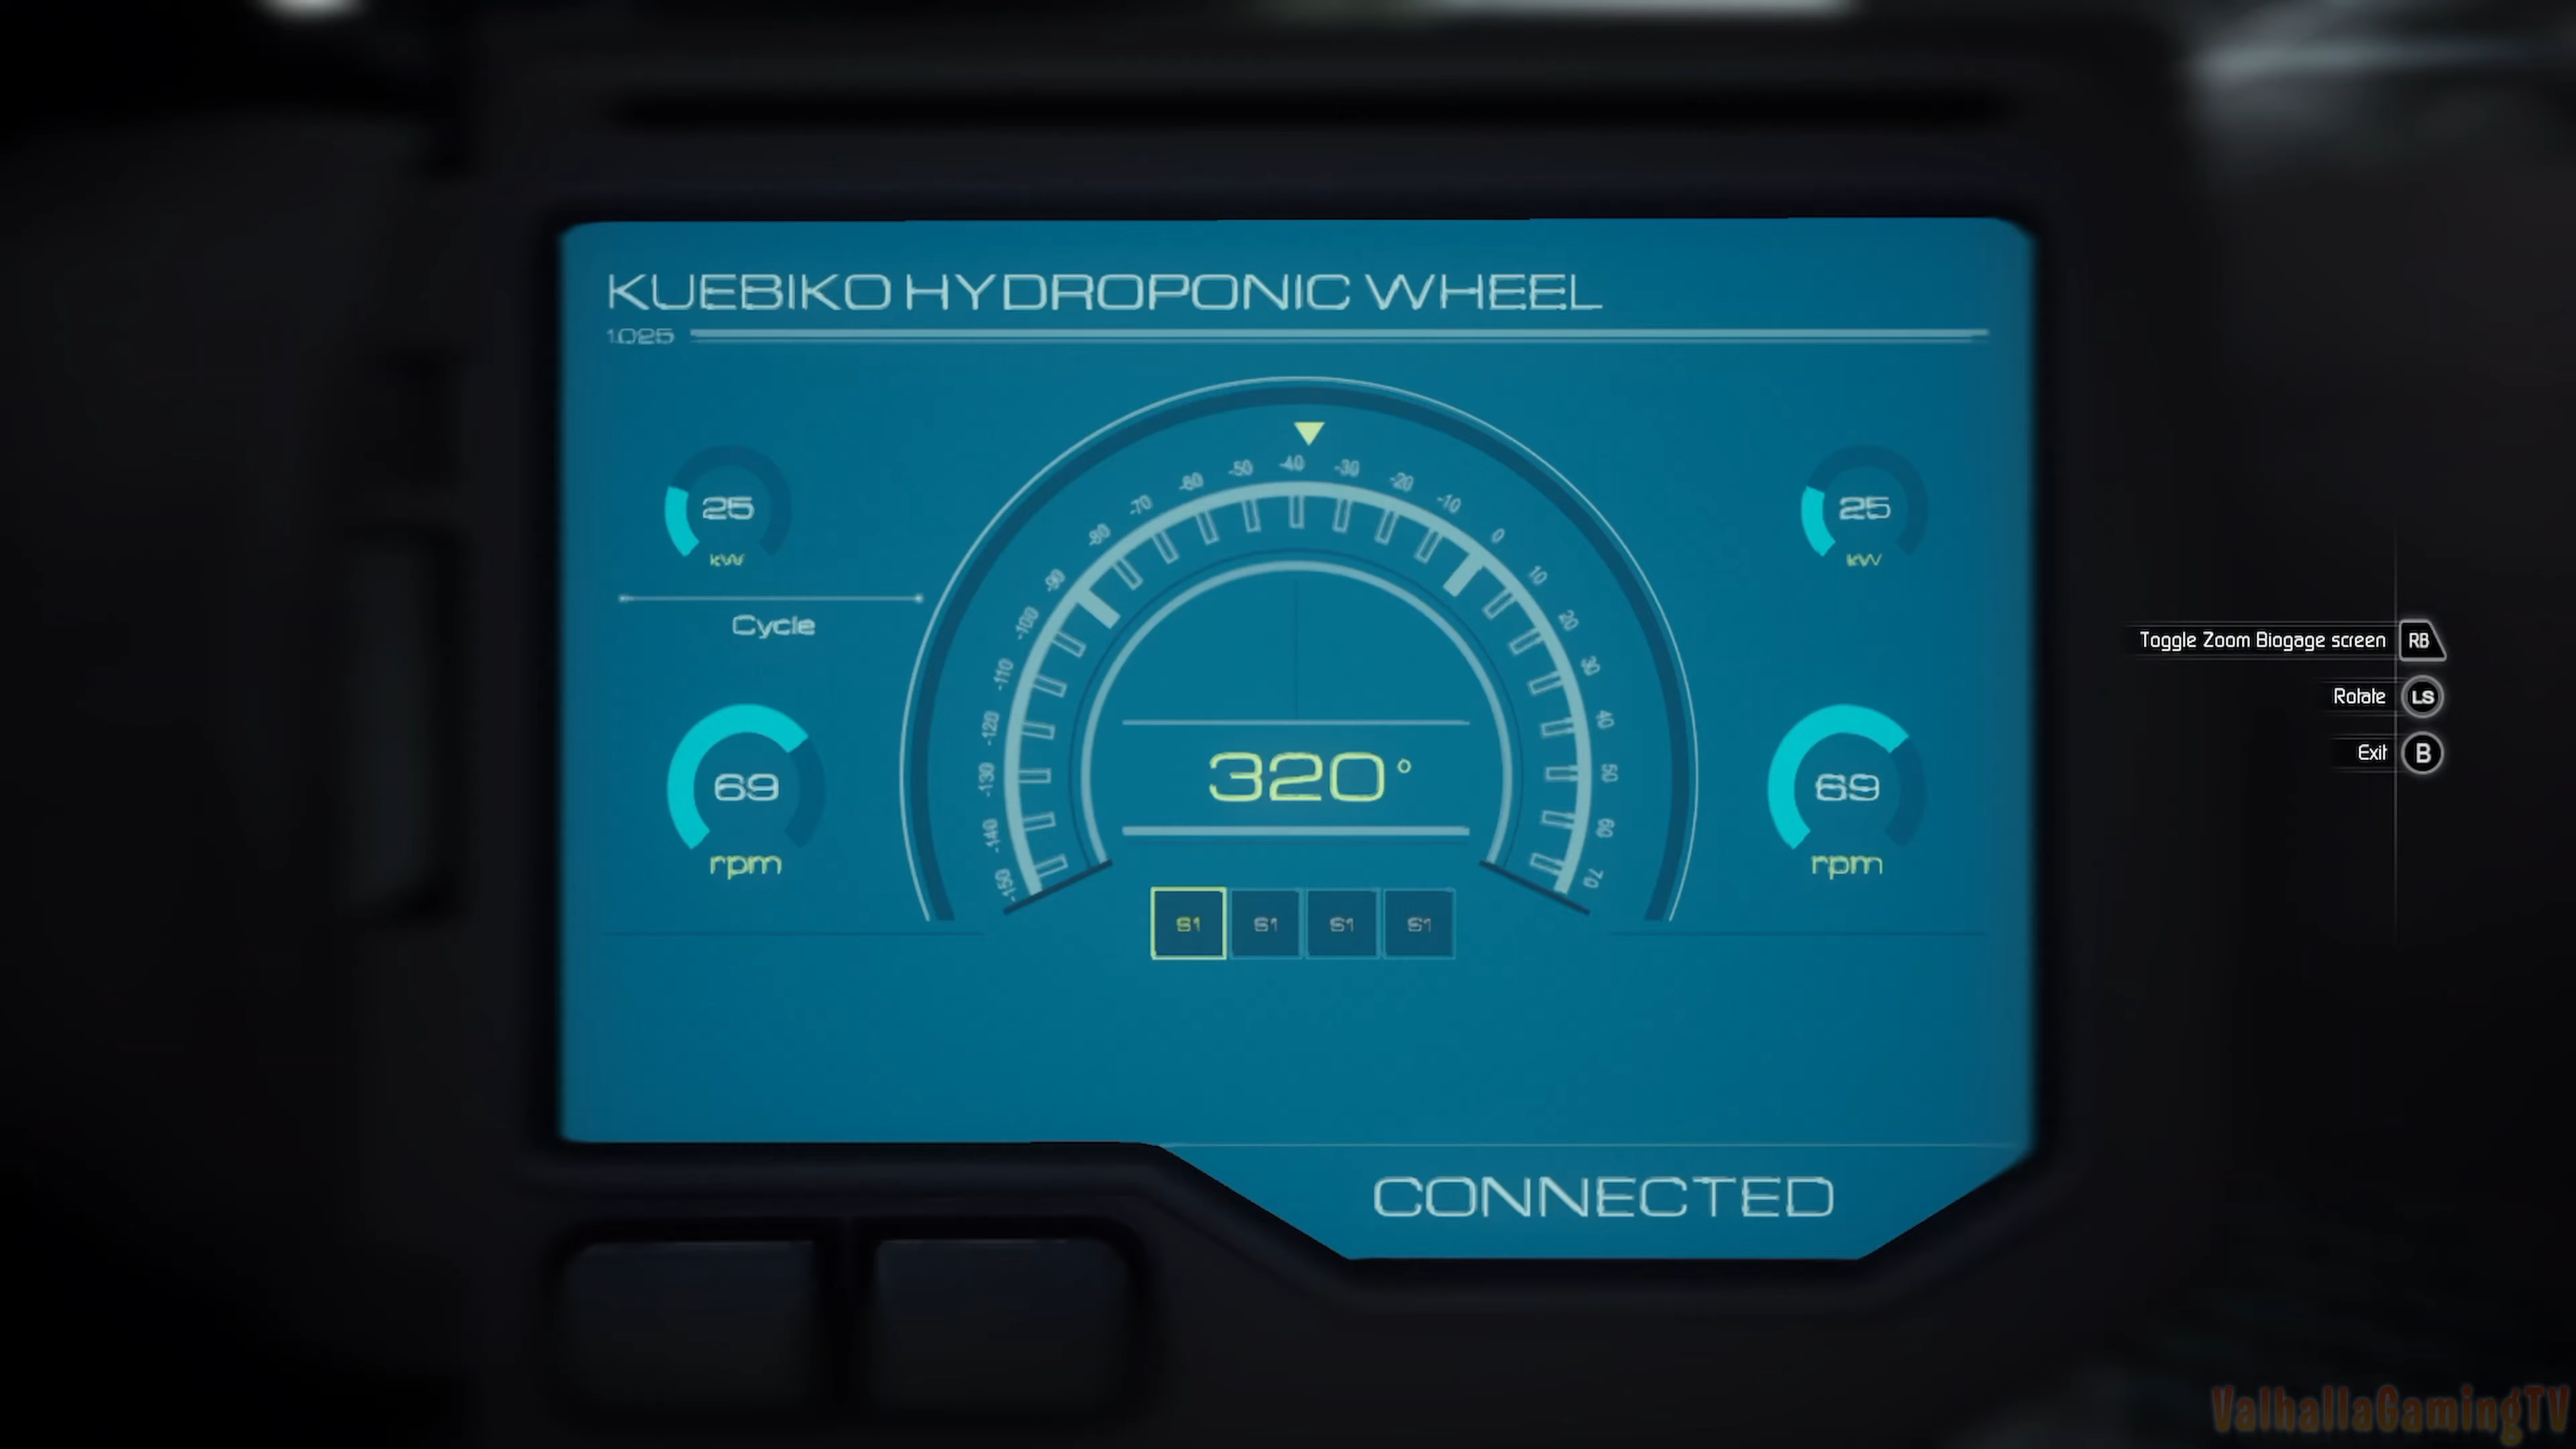 KUEBIKO HYDROPONIC WHEEL
1.025
25
kW
Cycle
69
rpm
-150
-140
-130
-120
-110
-100
-90
-80
-70
-60
-50
-40
-30
-20
-10
0
10
20
30
40
50
60
70
320°
S1 S1 S1 S1
25
kW
69
rpm
CONNECTED
Toggle Zoom Biogage screen RB
Rotate LS
Exit B
ValhallaGamingTV